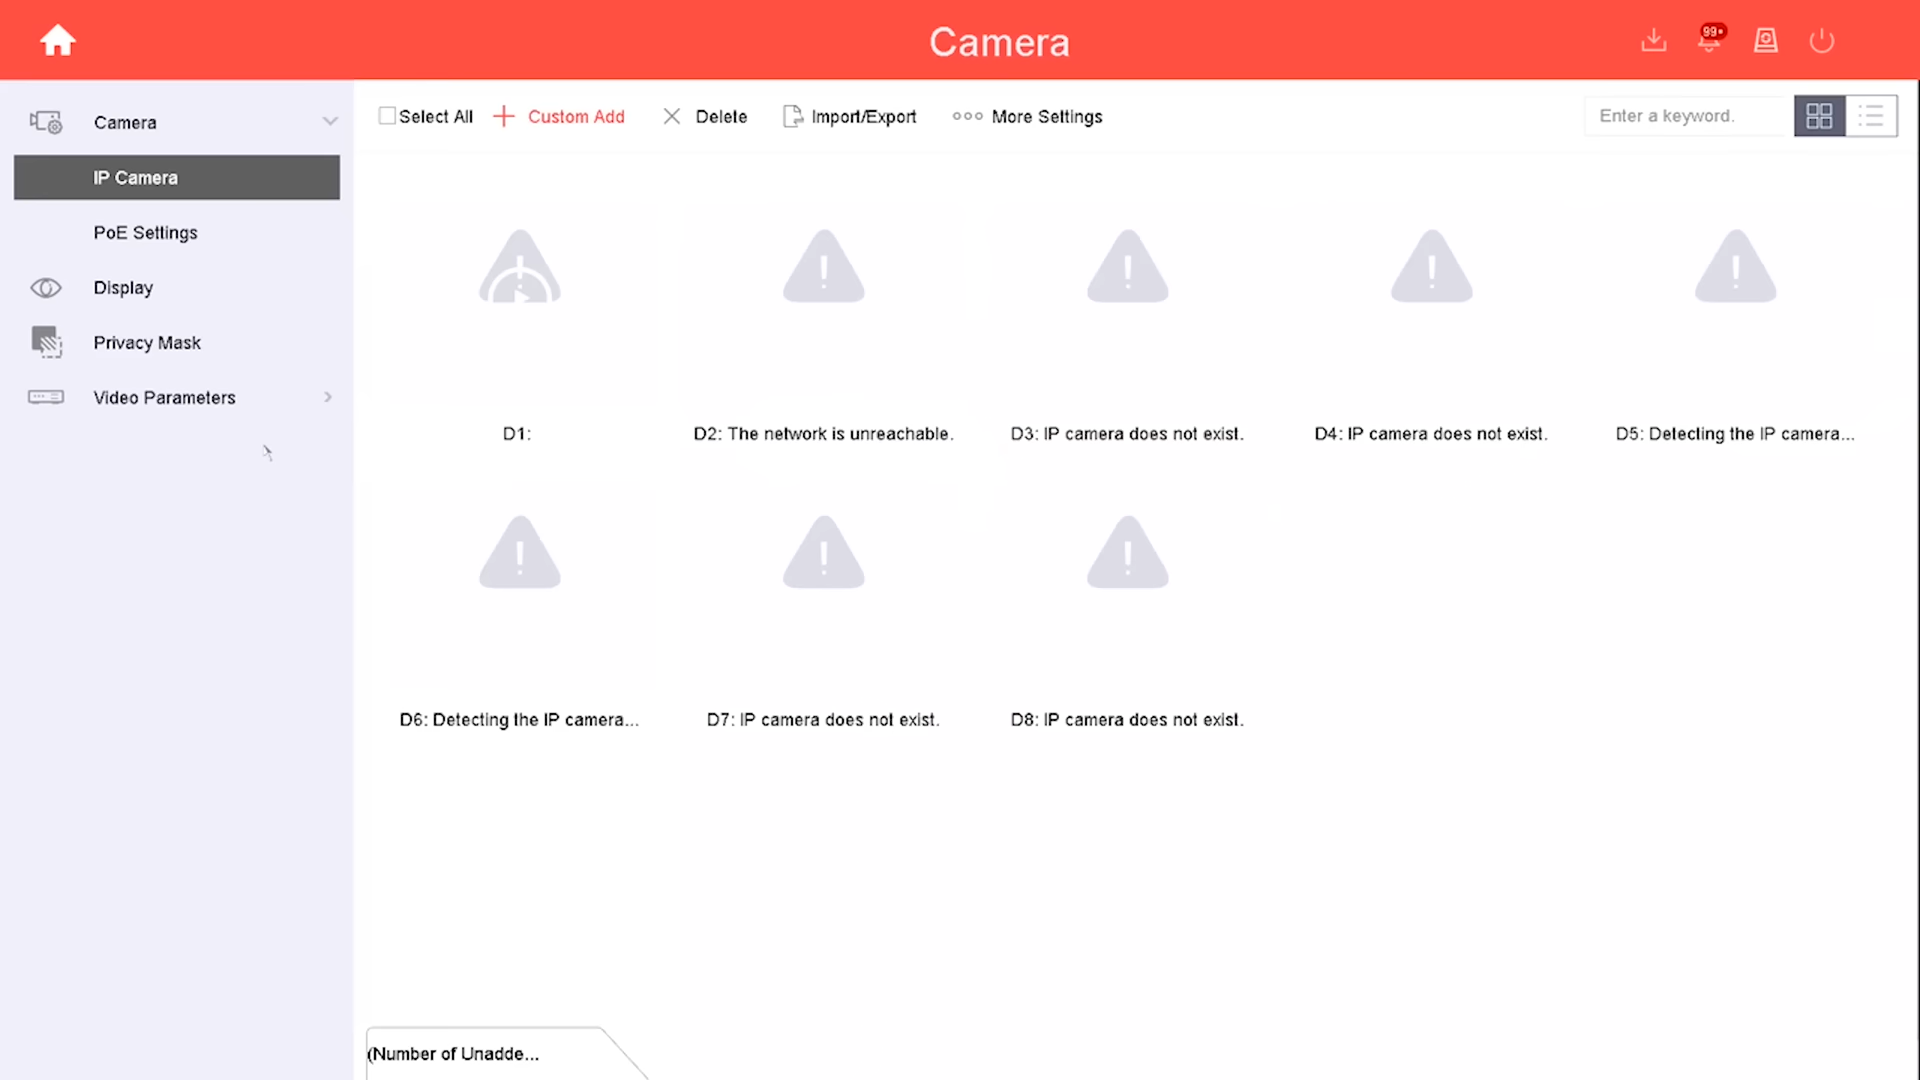 Camera
99+
Camera
Select All
Custom Add
Delete
Import/Export
More Settings
Enter a keyword.
IP Camera
PoE Settings
Display
Privacy Mask
Video Parameters
D1:
D2: The network is unreachable.
D3: IP camera does not exist.
D4: IP camera does not exist.
D5: Detecting the IP camera...
D6: Detecting the IP camera...
D7: IP camera does not exist.
D8: IP camera does not exist.
(Number of Unadde...